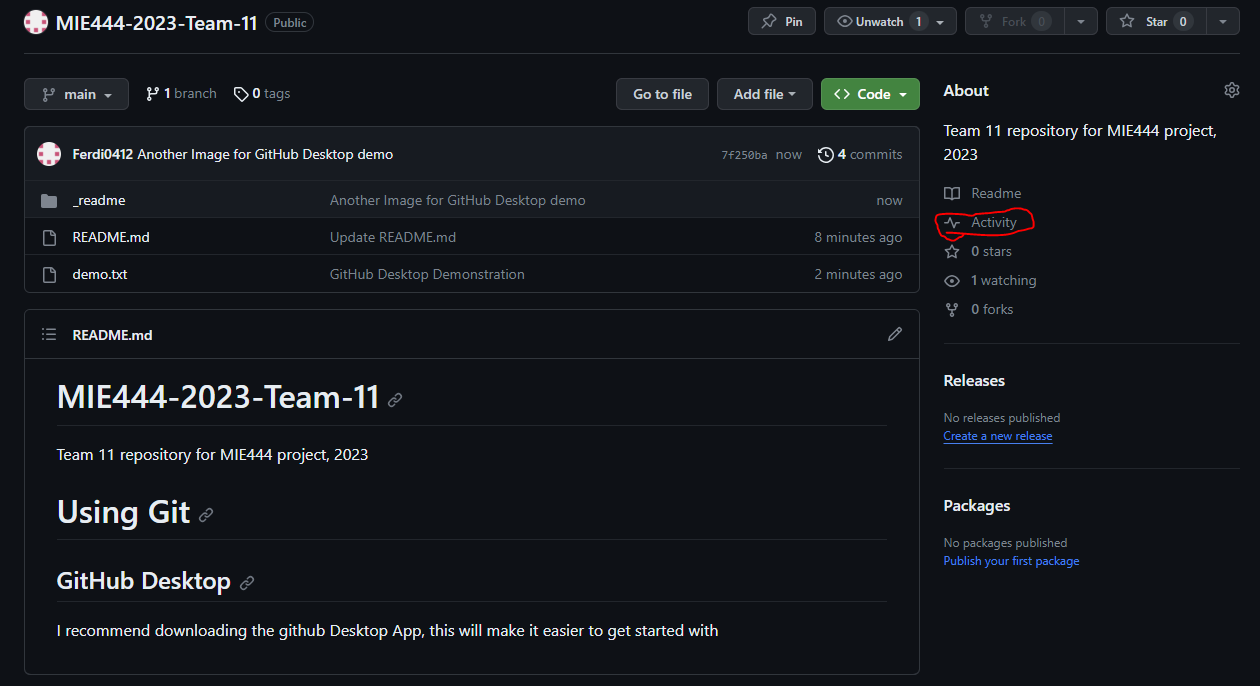 MIE444-2023-Team-11 Public
Pin
Unwatch 1
Fork 0
Star 0
main
1 branch
0 tags
Go to file
Add file
Code
Ferdi0412 Another Image for GitHub Desktop demo
7f250ba now
4 commits
_readme Another Image for GitHub Desktop demo now
README.md Update README.md 8 minutes ago
demo.txt GitHub Desktop Demonstration 2 minutes ago
README.md
MIE444-2023-Team-11
Team 11 repository for MIE444 project, 2023
Using Git
GitHub Desktop
I recommend downloading the github Desktop App, this will make it easier to get started with
About
Team 11 repository for MIE444 project,
2023
Readme
Activity
0 stars
1 watching
0 forks
Releases
No releases published
Create a new release
Packages
No packages published
Publish your first package